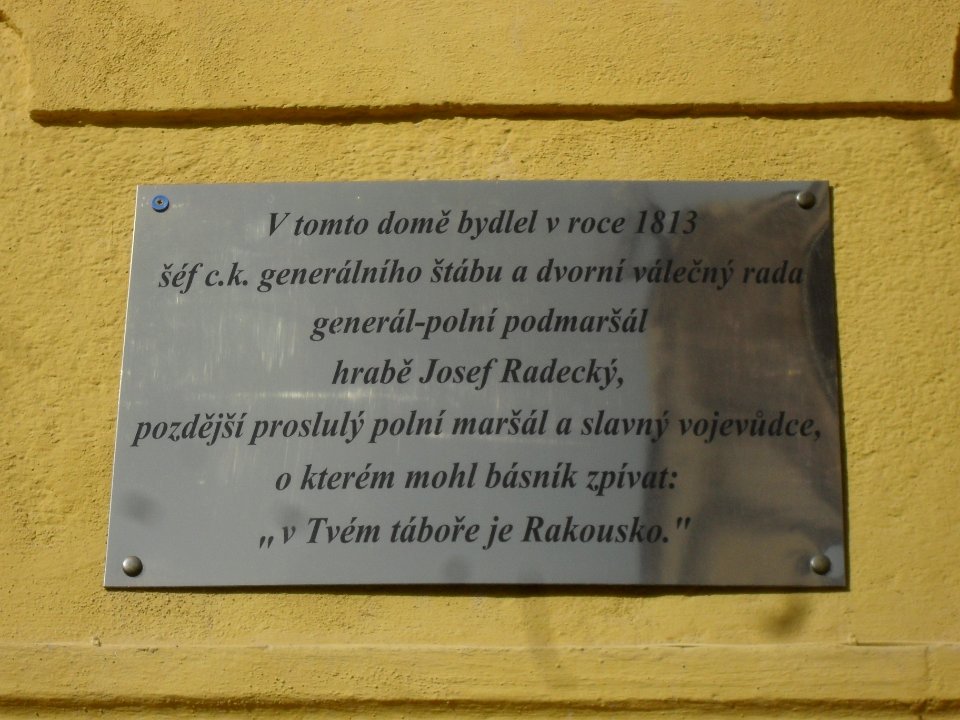 V tomto domě bydlel v roce 1813
šéf c.k. generálního štábu a dvorní válečný rada
generál-polní podmaršál
hrabě Josef Radecký,
pozdější proslulý polní maršál a slavný vojevůdce,
o kterém mohl básník zpívat:
„v Tvém táboře je Rakousko."